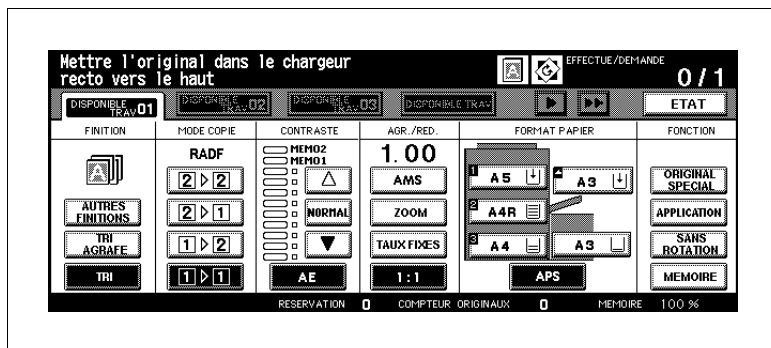 Mettre l'original dans le chargeur
recto vers le haut
EFFECTUE/DEMANDE
0/1
DISPONIBLE TRAV 01
DISPONIBLE TRAV 02
DISPONIBLE TRAV 03
DISPONIBLE TRAV
ETAT
FINITION
MODE COPIE
CONTRASTE
AGR./RED.
FORMAT PAPIER
FONCTION
A
AUTRES FINITIONS
TRI AGRAFE
TRI
RADF
2 ▷ 2
2 ▷ 1
1 ▷ 2
1 ▷ 1
MEMO2
MEMO1
NORMAL
AE
1.00
AMS
ZOOM
TAUX FIXES
1:1
1 A5
A3
2 A4R
3 A4
A3
APS
ORIGINAL SPECIAL
APPLICATION
SANS ROTATION
MEMOIRE
RESERVATION 0 COMPTEUR ORIGINAUX 0 MEMOIRE 100 %